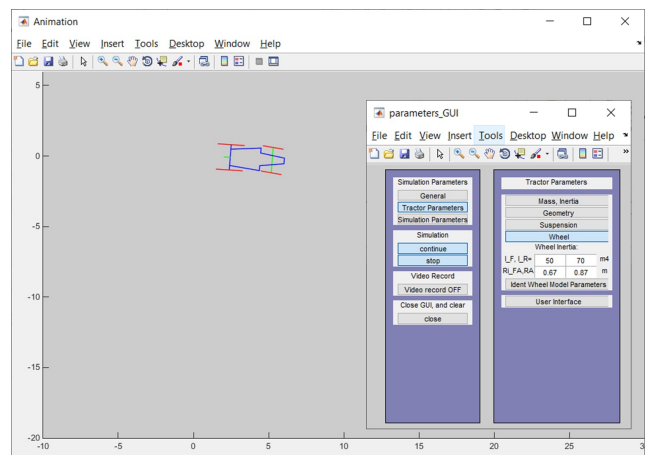 Animation
File Edit View Insert Tools Desktop Window Help
5
0
-5
-10
-15
-20
-10 -5 0 5 10 15 20 25 3
parameters_GUI
File Edit View Insert Tools Desktop Window Help
Simulation Parameters
General
Tractor Parameters
Simulation Parameters
Simulation
continue
stop
Video Record
Video record OFF
Close GUI, and clear
close
Tractor Parameters
Mass, Inertia
Geometry
Suspension
Wheel
Wheel Inertia:
I_F, I_R= 50 70 m4
Ri_FA,RA 0.67 0.87 m
Ident Wheel Model Parameters
User Interface